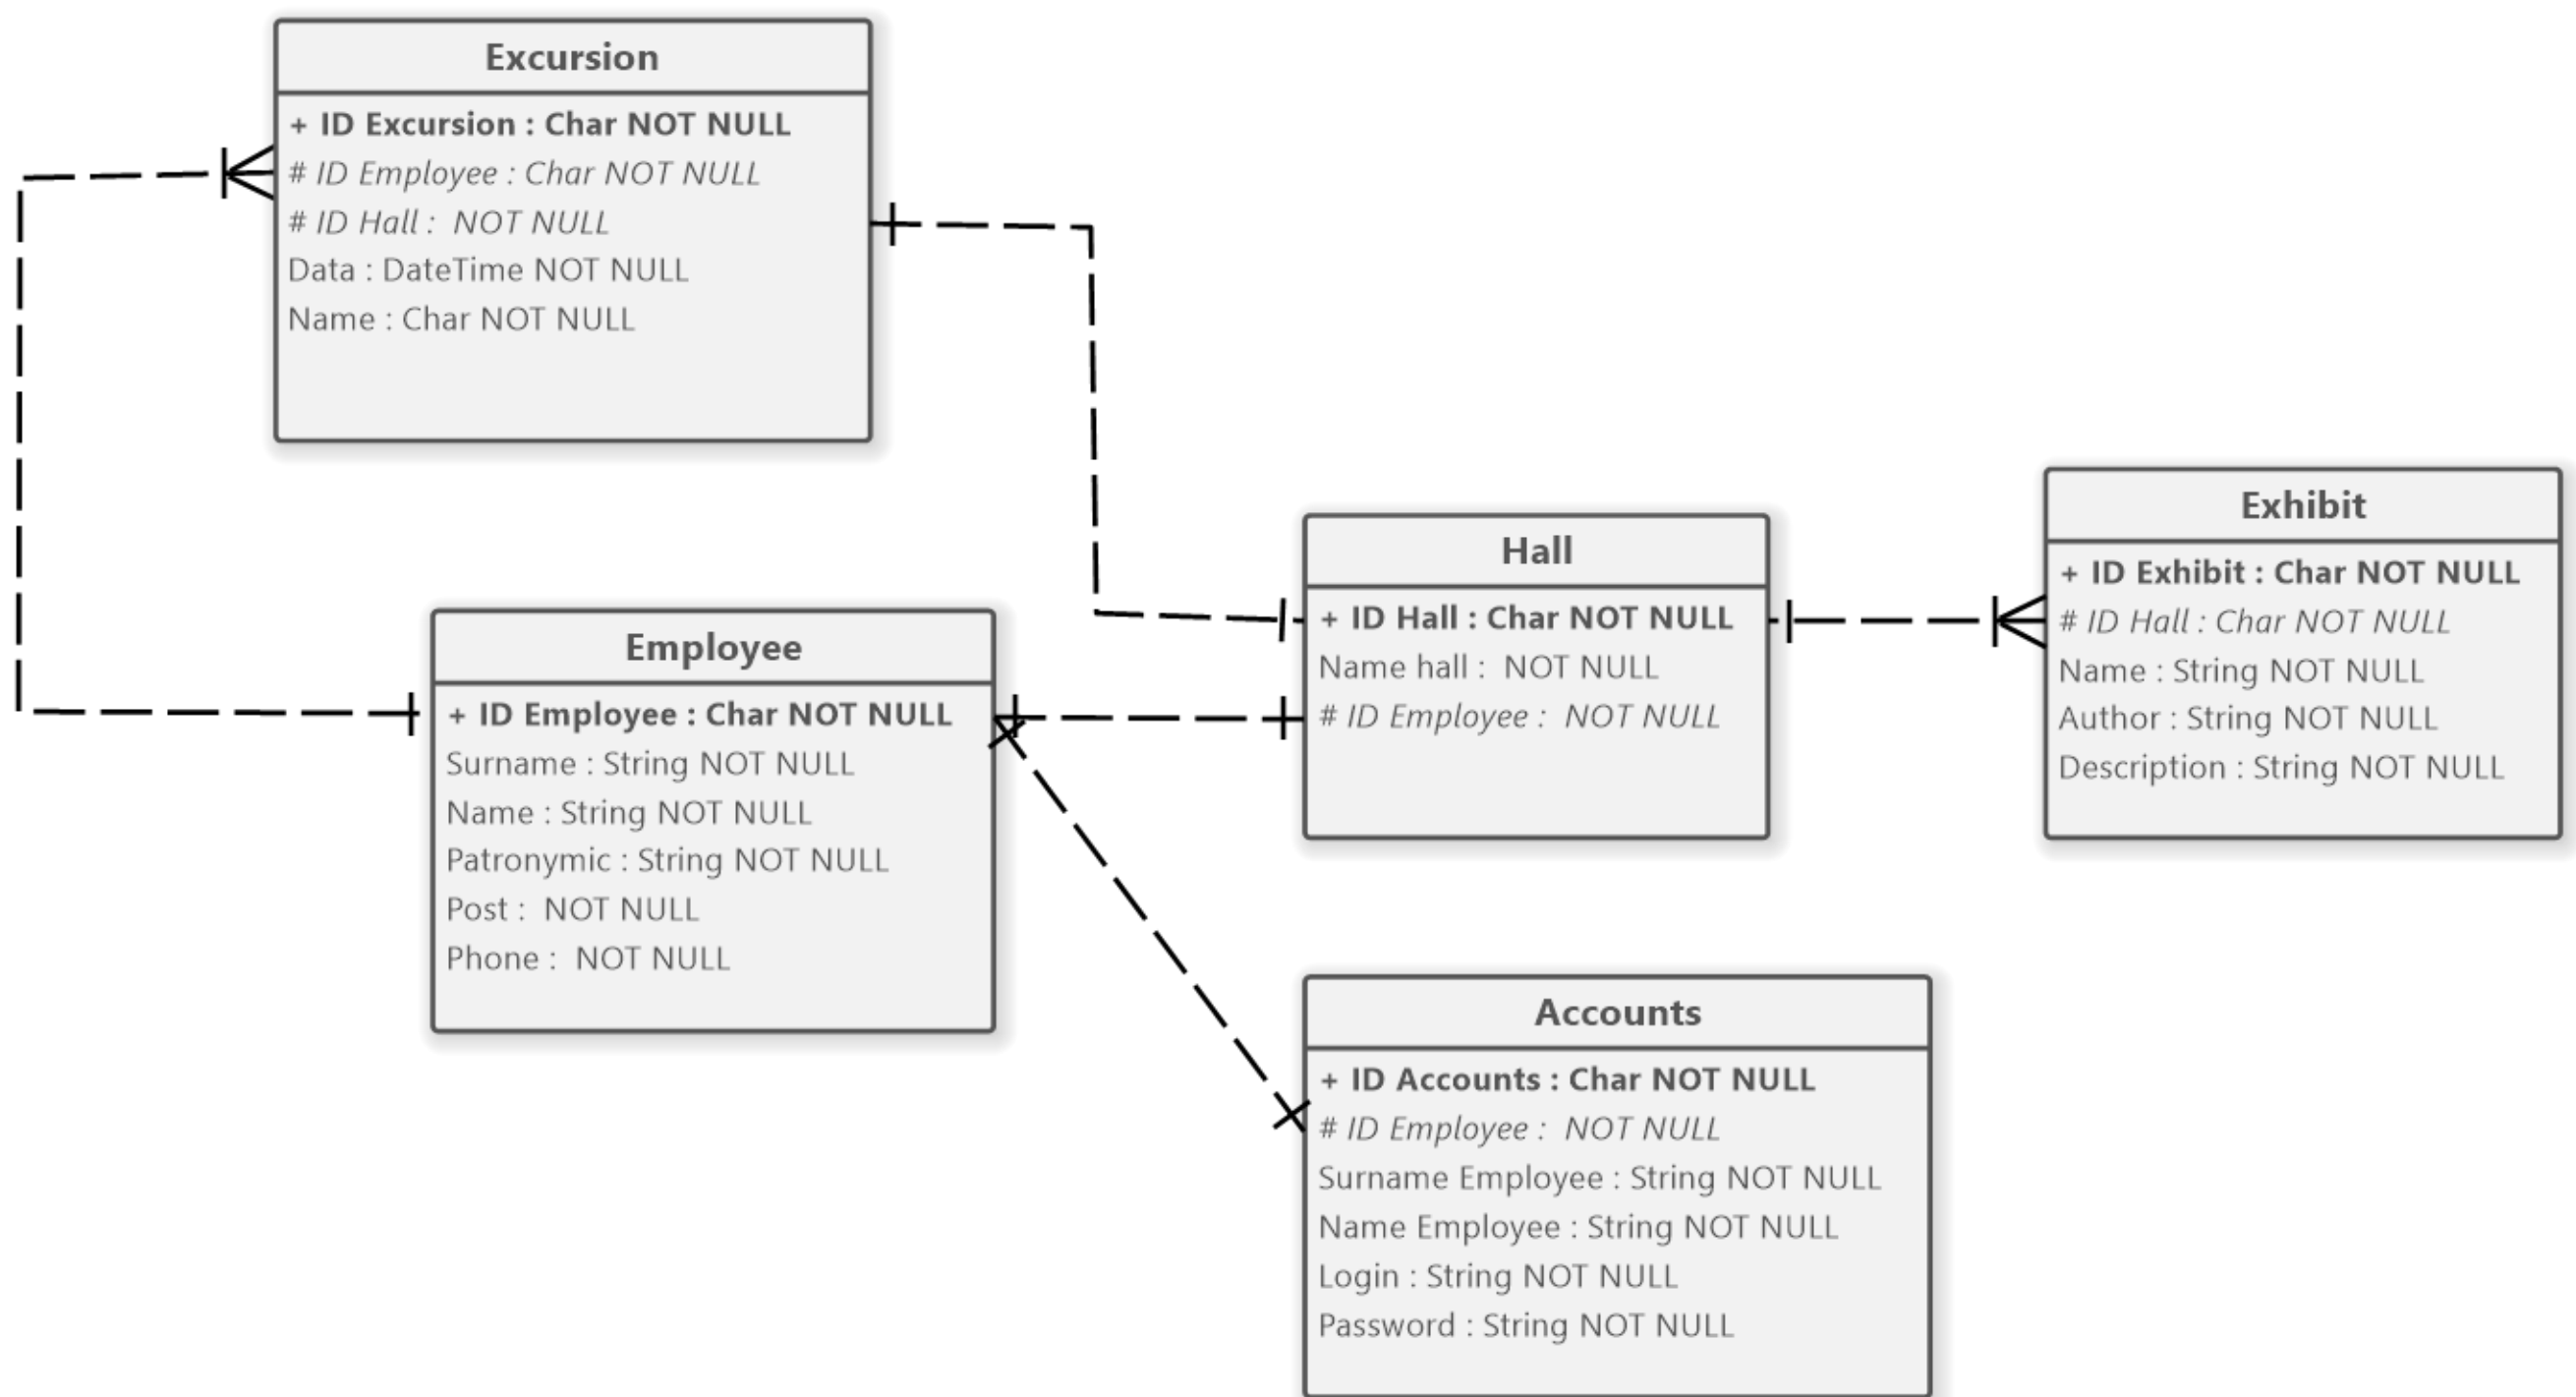 Excursion
+ ID Excursion : Char NOT NULL
# ID Employee : Char NOT NULL
# ID Hall :  NOT NULL
Data : DateTime NOT NULL
Name : Char NOT NULL
Employee
+ ID Employee : Char NOT NULL
Surname : String NOT NULL
Name : String NOT NULL
Patronymic : String NOT NULL
Post :  NOT NULL
Phone :  NOT NULL
Hall
+ ID Hall : Char NOT NULL
Name hall :  NOT NULL
# ID Employee :  NOT NULL
Exhibit
+ ID Exhibit : Char NOT NULL
# ID Hall : Char NOT NULL
Name : String NOT NULL
Author : String NOT NULL
Description : String NOT NULL
Accounts
+ ID Accounts : Char NOT NULL
# ID Employee :  NOT NULL
Surname Employee : String NOT NULL
Name Employee : String NOT NULL
Login : String NOT NULL
Password : String NOT NULL